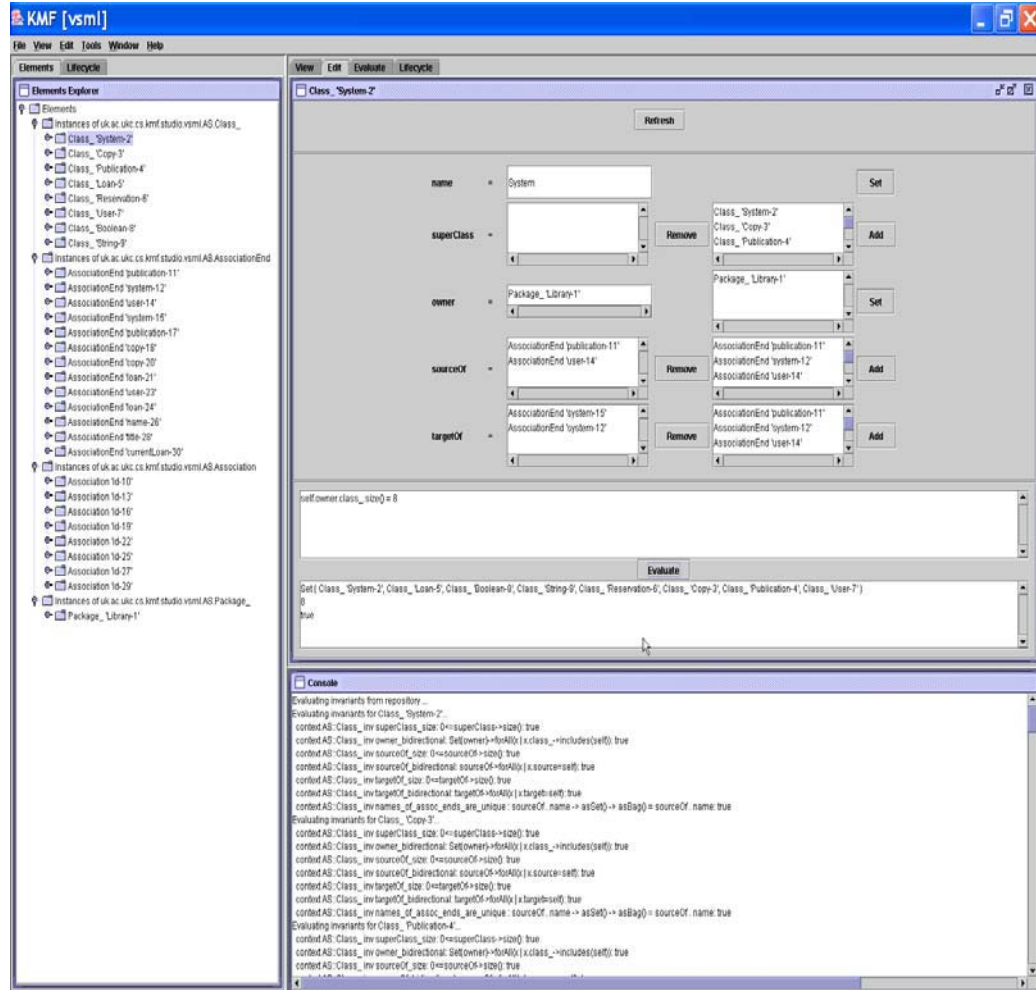 KMF [vsml]
File View Edit Tools Window Help
Elements Lifecycle
Elements Explorer
Elements
Instances of uk.ac.ukc.cs.kmf.studio.vsml.AS.Class_
Class_ 'System-2'
Class_ 'Copy-3'
Class_ 'Publication-4'
Class_ 'Loan-5'
Class_ 'Reservation-6'
Class_ 'User-7'
Class_ 'Boolean-8'
Class_ 'String-9'
Instances of uk.ac.ukc.cs.kmf.studio.vsml.AS.AssociationEnd
AssociationEnd 'publication-11'
AssociationEnd 'system-12'
AssociationEnd 'user-14'
AssociationEnd 'system-15'
AssociationEnd 'publication-17'
AssociationEnd 'copy-18'
AssociationEnd 'copy-20'
AssociationEnd 'loan-21'
AssociationEnd 'user-23'
AssociationEnd 'loan-24'
AssociationEnd 'name-26'
AssociationEnd 'title-28'
AssociationEnd 'currentLoan-30'
Instances of uk.ac.ukc.cs.kmf.studio.vsml.AS.Association
Association 'id-10'
Association 'id-13'
Association 'id-16'
Association 'id-19'
Association 'id-22'
Association 'id-25'
Association 'id-27'
Association 'id-29'
Instances of uk.ac.ukc.cs.kmf.studio.vsml.AS.Package_
Package_ 'Library-1'
View Edit Evaluate Lifecycle
Class_ 'System-2'
Refresh
name = System Set
superClass = Remove Add
Class_ 'System-2'
Class_ 'Copy-3'
Class_ 'Publication-4'
owner = Package_ 'Library-1' Package_ 'Library-1' Set
sourceOf = Remove Add
AssociationEnd 'publication-11' AssociationEnd 'publication-11'
AssociationEnd 'user-14' AssociationEnd 'system-12'
AssociationEnd 'user-14'
targetOf = Remove Add
AssociationEnd 'system-15' AssociationEnd 'publication-11'
AssociationEnd 'system-12' AssociationEnd 'system-12'
AssociationEnd 'user-14'
self.owner.class_.size() = 8
Evaluate
Set { Class_ 'System-2', Class_ 'Loan-5', Class_ 'Boolean-8', Class_ 'String-9', Class_ 'Reservation-6', Class_ 'Copy-3', Class_ 'Publication-4', Class_ 'User-7' }
8
true
Console
Evaluating invariants from repository ...
Evaluating invariants for Class_ 'System-2'...
context AS::Class_ inv superClass_size: 0<=superClass->size(): true
context AS::Class_ inv owner_bidirectional: Set{owner}->forAll(x | x.class_->includes(self)): true
context AS::Class_ inv sourceOf_size: 0<=sourceOf->size(): true
context AS::Class_ inv sourceOf_bidirectional: sourceOf->forAll(x | x.source=self): true
context AS::Class_ inv targetOf_size: 0<=targetOf->size(): true
context AS::Class_ inv targetOf_bidirectional: targetOf->forAll(x | x.target=self): true
context AS::Class_ inv names_of_assoc_ends_are_unique : sourceOf . name -> asSet() -> asBag() = sourceOf . name: true
Evaluating invariants for Class_ 'Copy-3'...
context AS::Class_ inv superClass_size: 0<=superClass->size(): true
context AS::Class_ inv owner_bidirectional: Set{owner}->forAll(x | x.class_->includes(self)): true
context AS::Class_ inv sourceOf_size: 0<=sourceOf->size(): true
context AS::Class_ inv sourceOf_bidirectional: sourceOf->forAll(x | x.source=self): true
context AS::Class_ inv targetOf_size: 0<=targetOf->size(): true
context AS::Class_ inv targetOf_bidirectional: targetOf->forAll(x | x.target=self): true
context AS::Class_ inv names_of_assoc_ends_are_unique : sourceOf . name -> asSet() -> asBag() = sourceOf . name: true
Evaluating invariants for Class_ 'Publication-4'...
context AS::Class_ inv superClass_size: 0<=superClass->size(): true
context AS::Class_ inv owner_bidirectional: Set{owner}->forAll(x | x.class_->includes(self)): true
context AS::Class_ inv sourceOf_size: 0<=sourceOf->size(): true